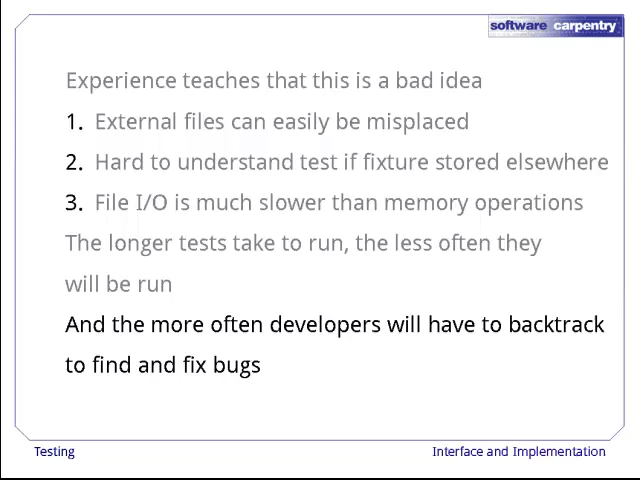 software carpentry
Experience teaches that this is a bad idea
1. External files can easily be misplaced
2. Hard to understand test if fixture stored elsewhere
3. File I/O is much slower than memory operations
The longer tests take to run, the less often they
will be run
And the more often developers will have to backtrack
to find and fix bugs
Testing
Interface and Implementation